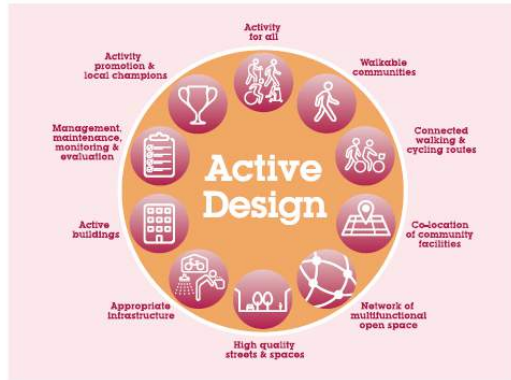 Activity
for all
Walkable
communities
Connected
walking &
cycling routes
Co-location
of community
facilities
Network of
multifunctional
open space
High quality
streets & spaces
Appropriate
infrastructure
Active
buildings
Management,
maintenance,
monitoring &
evaluation
Activity
promotion &
local champions
Active
Design